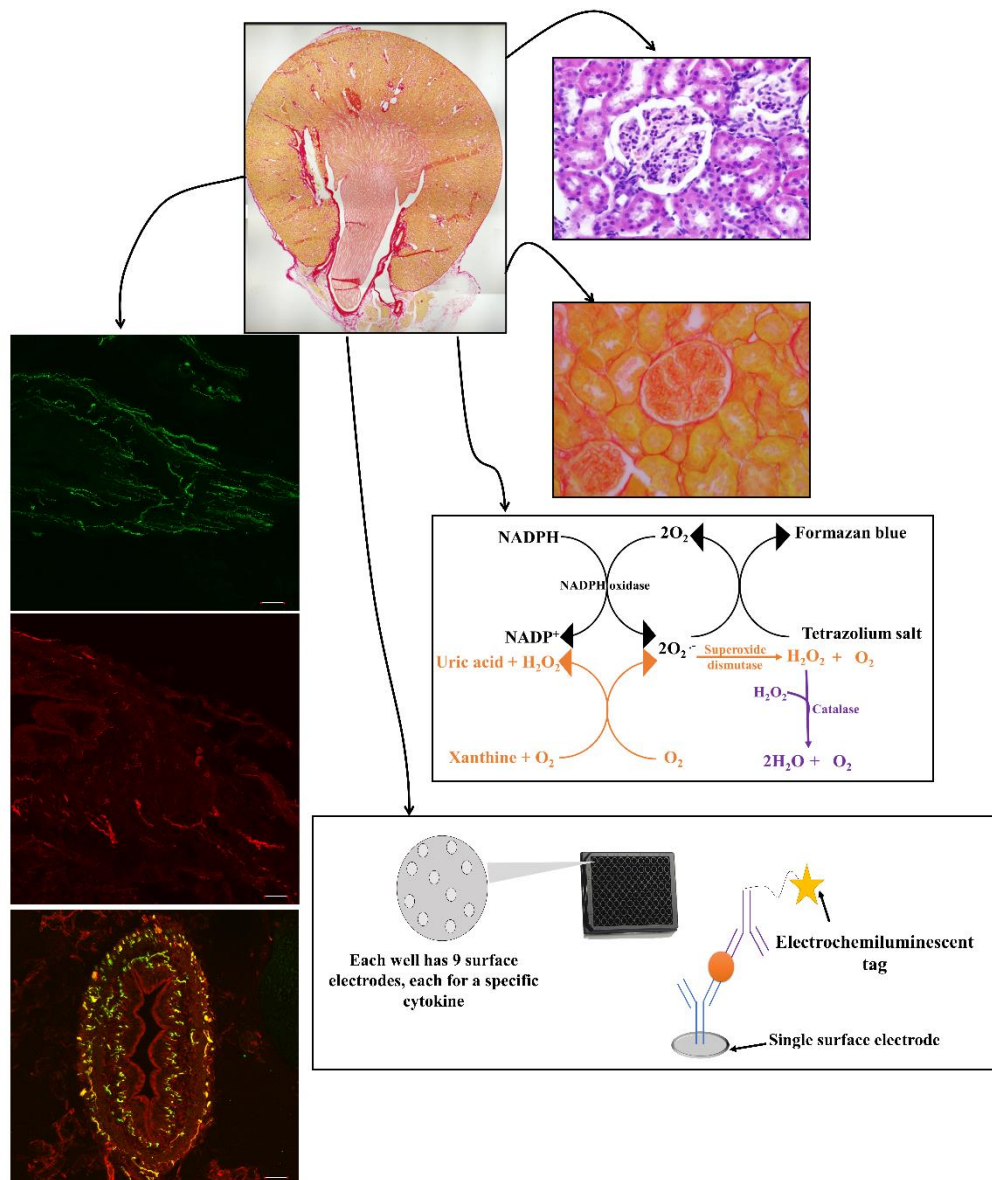 NADPH 2O₂ Formazan blue
NADPH oxidase
NADP⁺ 2O₂·⁻ Tetrazolium salt
Uric acid + H₂O₂ Superoxide dismutase H₂O₂ + O₂
H₂O₂
Catalase
Xanthine + O₂ O₂ 2H₂O + O₂
Each well has 9 surface
electrodes, each for a specific
cytokine
Electrochemiluminescent
tag
Single surface electrode